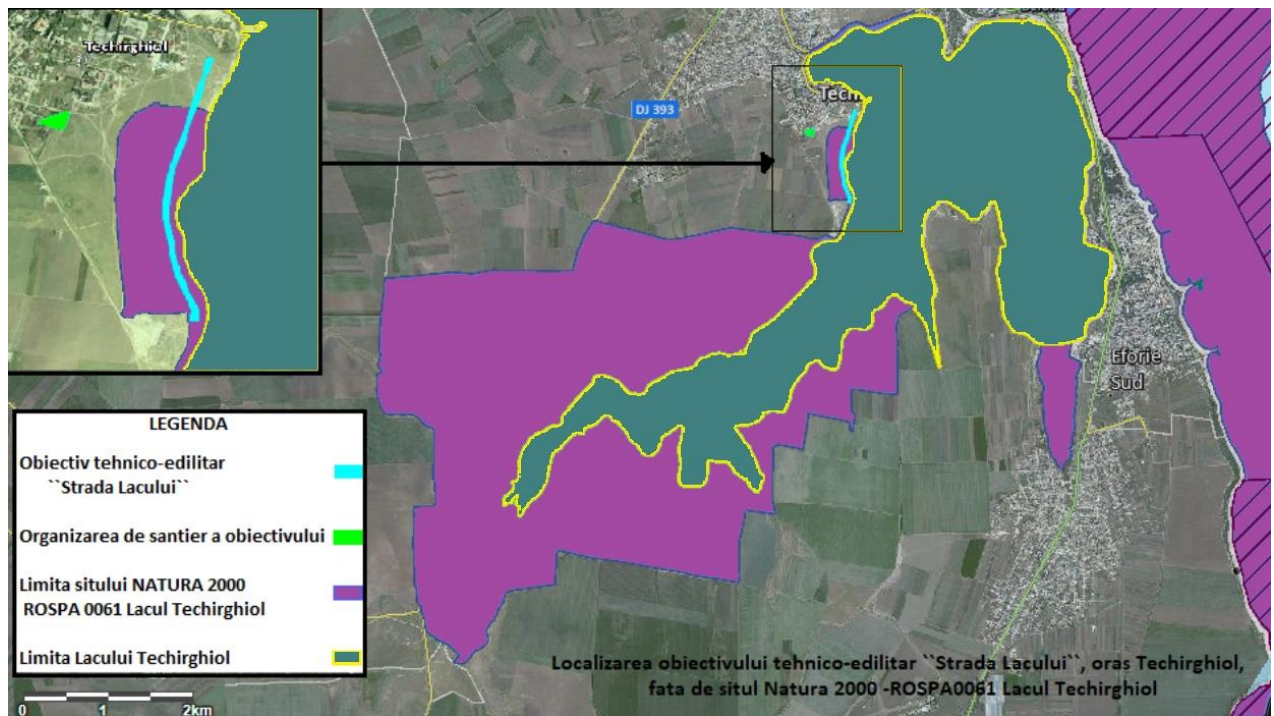 Techirghiol
DJ 393
Tech
Eforie
Sud
LEGENDA
Obiectiv tehnico-edilitar
``Strada Lacului``
Organizarea de santier a obiectivului
Limita sitului NATURA 2000
ROSPA 0061 Lacul Techirghiol
Limita Lacului Techirghiol
0 1 2km
Localizarea obiectivului tehnico-edilitar ``Strada Lacului``, oras Techirghiol,
fata de situl Natura 2000 -ROSPA0061 Lacul Techirghiol